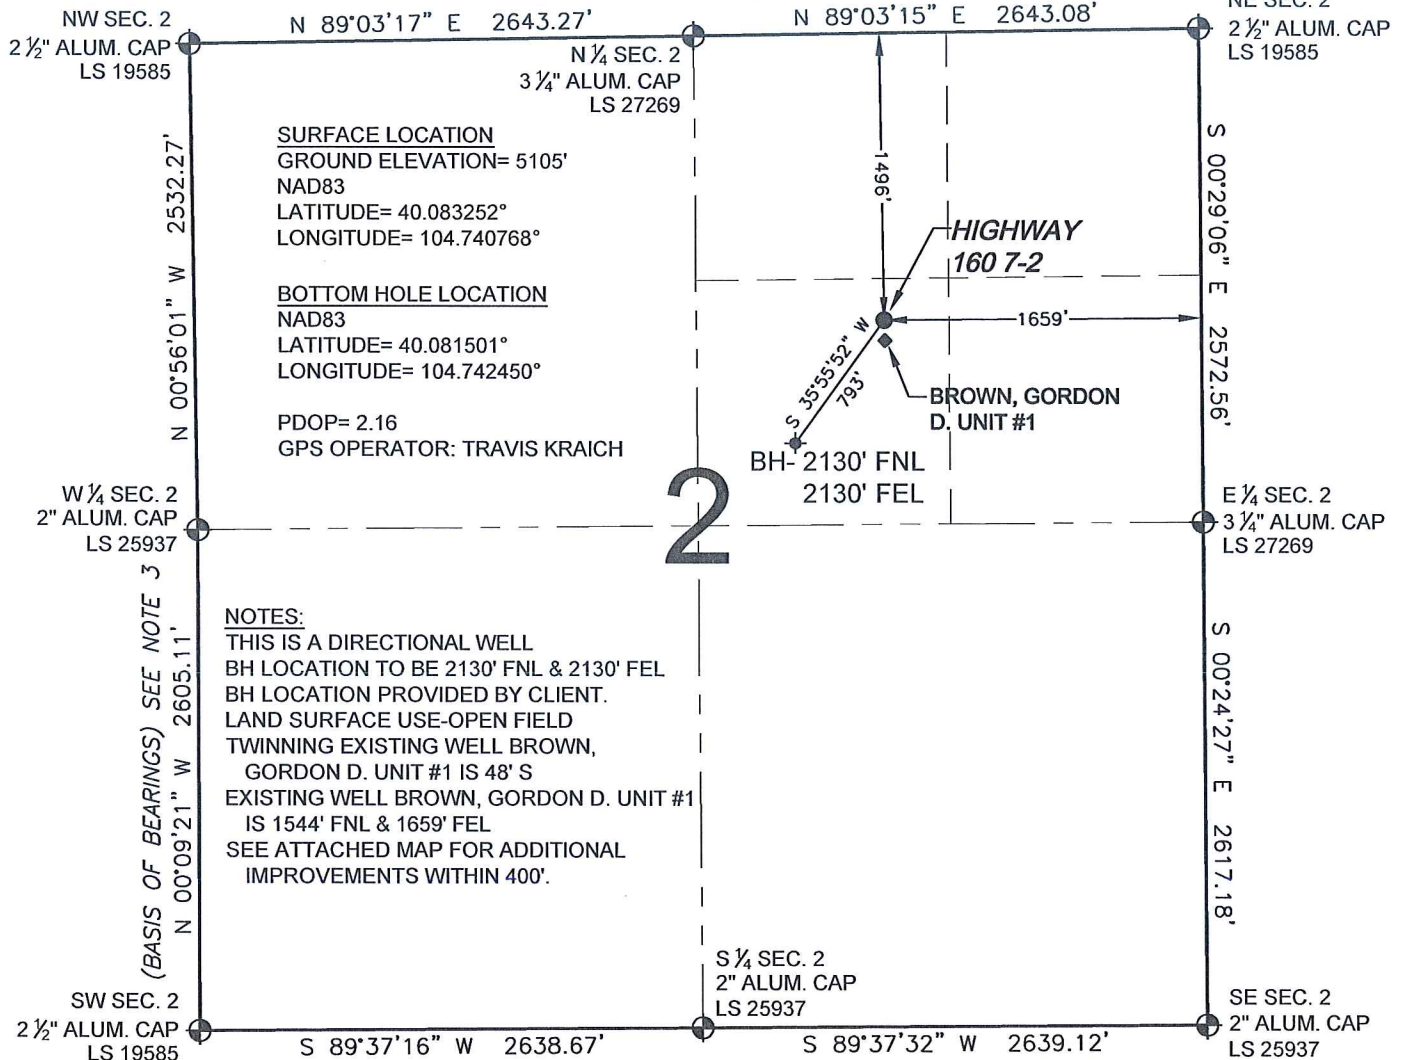 NW SEC. 2
2 ½" ALUM. CAP
LS 19585
N 89°03'17" E 2643.27'
N ¼ SEC. 2
3 ¼" ALUM. CAP
LS 27269
N 89°03'15" E 2643.08'
NE SEC. 2
2 ½" ALUM. CAP
LS 19585
N 00°56'01" W 2532.27'
SURFACE LOCATION
GROUND ELEVATION= 5105'
NAD83
LATITUDE= 40.083252°
LONGITUDE= 104.740768°
BOTTOM HOLE LOCATION
NAD83
LATITUDE= 40.081501°
LONGITUDE= 104.742450°
PDOP= 2.16
GPS OPERATOR: TRAVIS KRAICH
1496'
HIGHWAY
160 7-2
1659'
S 35°55'52" W
793'
BROWN, GORDON
D. UNIT #1
BH- 2130' FNL
2130' FEL
S 00°29'06" E 2572.56'
W ¼ SEC. 2
2" ALUM. CAP
LS 25937
2
E ¼ SEC. 2
3 ¼" ALUM. CAP
LS 27269
(BASIS OF BEARINGS) SEE NOTE 3
N 00°09'21" W 2605.11'
NOTES:
THIS IS A DIRECTIONAL WELL
BH LOCATION TO BE 2130' FNL & 2130' FEL
BH LOCATION PROVIDED BY CLIENT.
LAND SURFACE USE-OPEN FIELD
TWINNING EXISTING WELL BROWN,
GORDON D. UNIT #1 IS 48' S
EXISTING WELL BROWN, GORDON D. UNIT #1
IS 1544' FNL & 1659' FEL
SEE ATTACHED MAP FOR ADDITIONAL
IMPROVEMENTS WITHIN 400'.
S 00°24'27" E 2617.18'
SW SEC. 2
2 ½" ALUM. CAP
LS 19585
S 89°37'16" W 2638.67'
S ¼ SEC. 2
2" ALUM. CAP
LS 25937
S 89°37'32" W 2639.12'
SE SEC. 2
2" ALUM. CAP
LS 25937